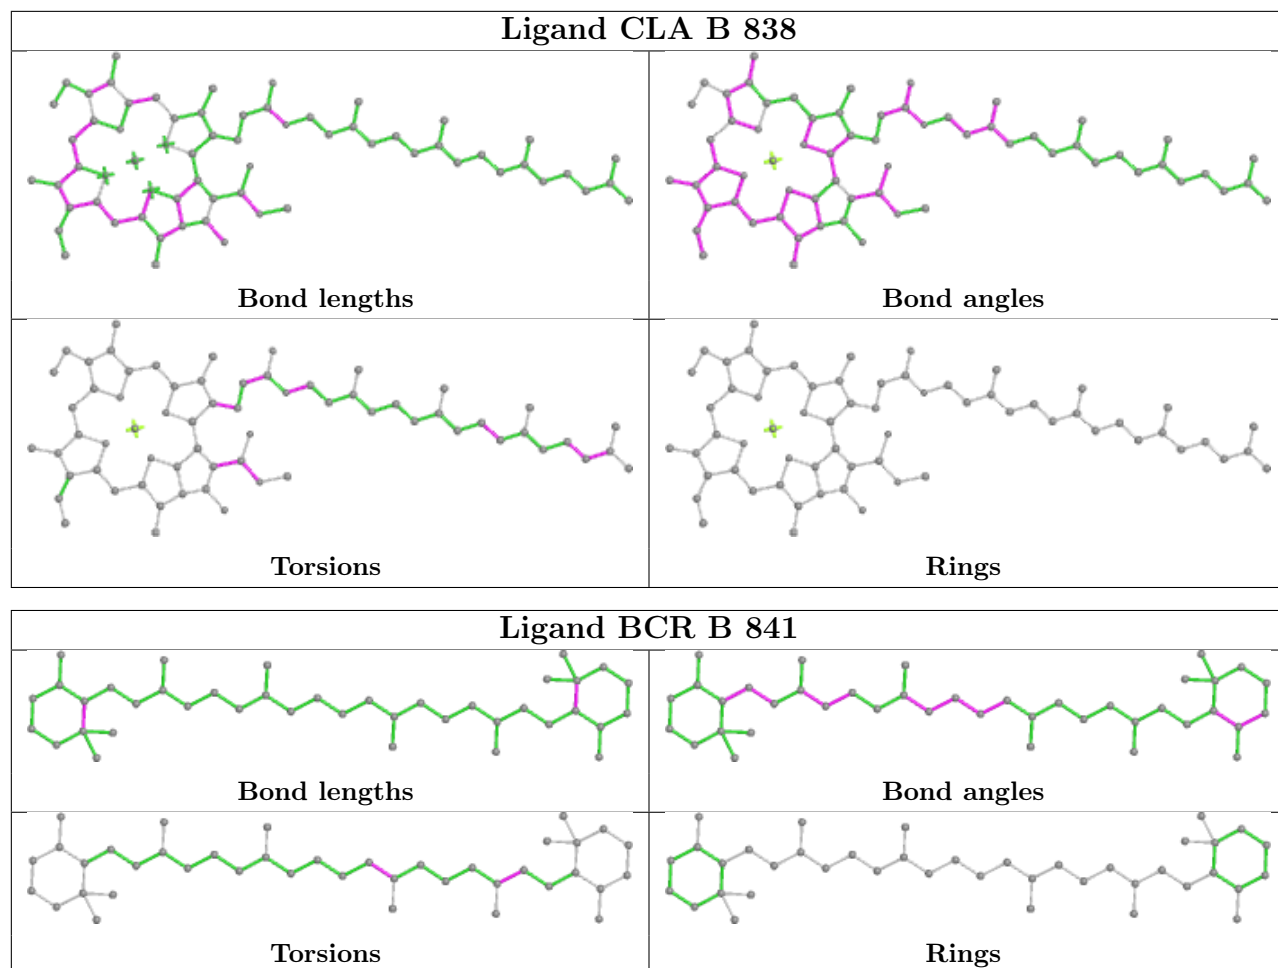 Ligand CLA B 838
Bond lengths
Bond angles
Torsions
Rings
Ligand BCR B 841
Bond lengths
Bond angles
Torsions
Rings